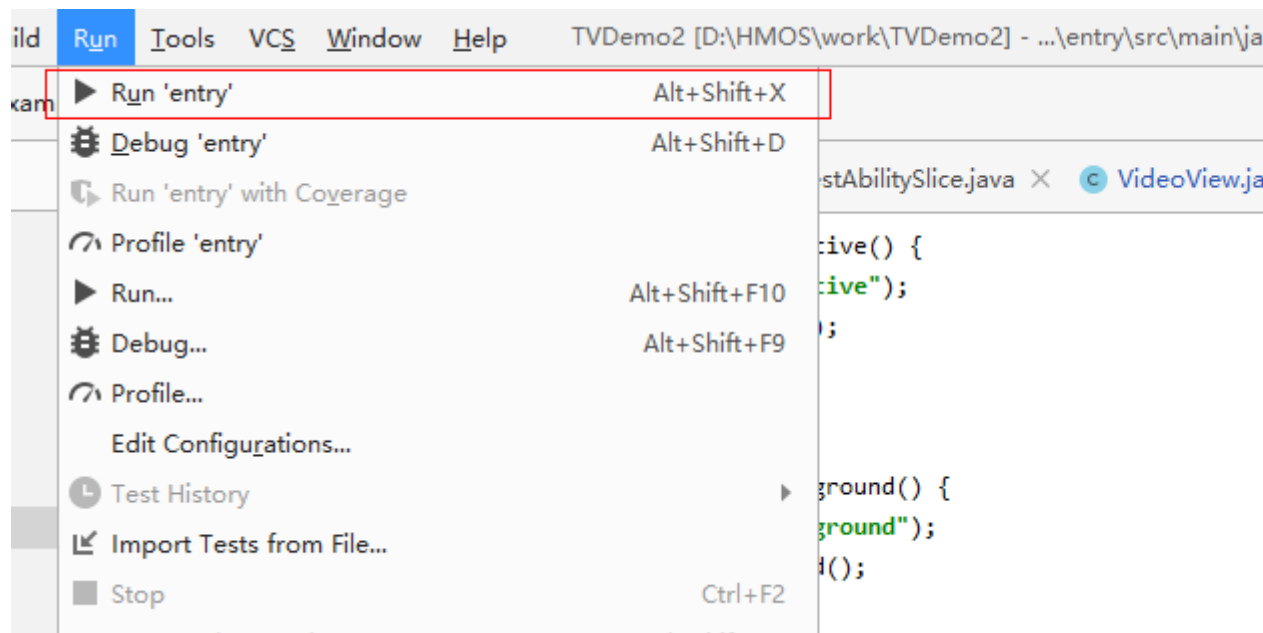 ild Run Tools VCS Window Help TVDemo2 [D:\HMOS\work\TVDemo2] - ...\entry\src\main\ja
xam Run 'entry' Alt+Shift+X
Debug 'entry' Alt+Shift+D
Run 'entry' with Coverage estAbilitySlice.java VideoView.ja
Profile 'entry' tive() {
Run... Alt+Shift+F10 tive");
Debug... Alt+Shift+F9 );
Profile...
Edit Configurations...
Test History ground() {
Import Tests from File... ground");
d();
Stop Ctrl+F2